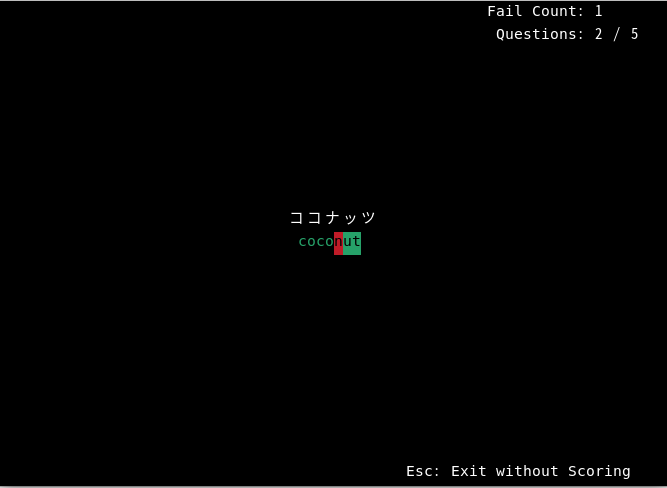 Fail Count: 1
Questions: 2 / 5
ココナッツ
coconut
Esc: Exit without Scoring